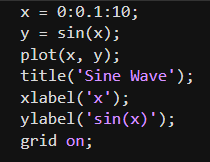 x = 0:0.1:10;
y = sin(x);
plot(x, y);
title('Sine Wave');
xlabel('x');
ylabel('sin(x)');
grid on;